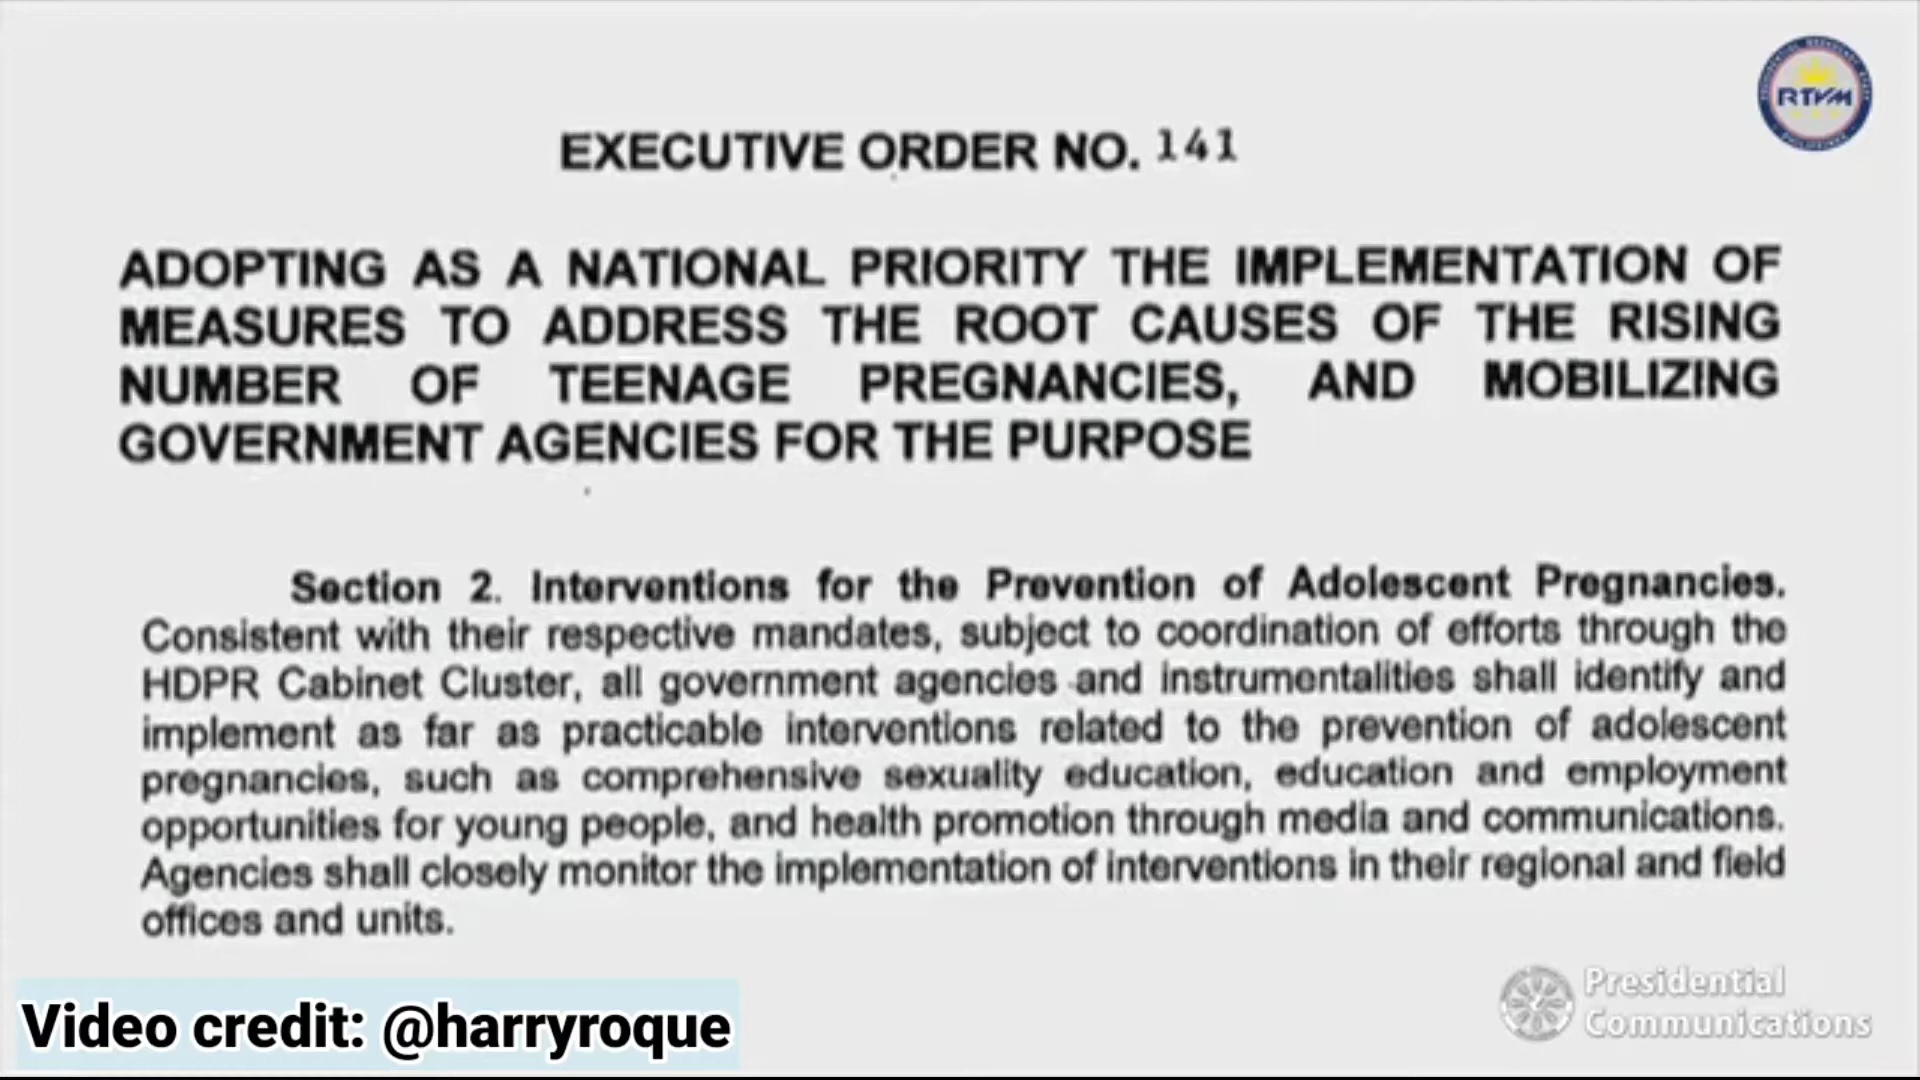 EXECUTIVE ORDER NO. 141
RTVM
ADOPTING AS A NATIONAL PRIORITY THE IMPLEMENTATION OF
MEASURES TO ADDRESS THE ROOT CAUSES OF THE RISING
NUMBER OF TEENAGE PREGNANCIES, AND MOBILIZING
GOVERNMENT AGENCIES FOR THE PURPOSE
Section 2. Interventions for the Prevention of Adolescent Pregnancies.
Consistent with their respective mandates, subject to coordination of efforts through the
HDPR Cabinet Cluster, all government agencies and instrumentalities shall identify and
implement as far as practicable interventions related to the prevention of adolescent
pregnancies, such as comprehensive sexuality education, education and employment
opportunities for young people, and health promotion through media and communications.
Agencies shall closely monitor the implementation of interventions in their regional and field
offices and units.
Video credit: @harryroque
Presidential
Communications